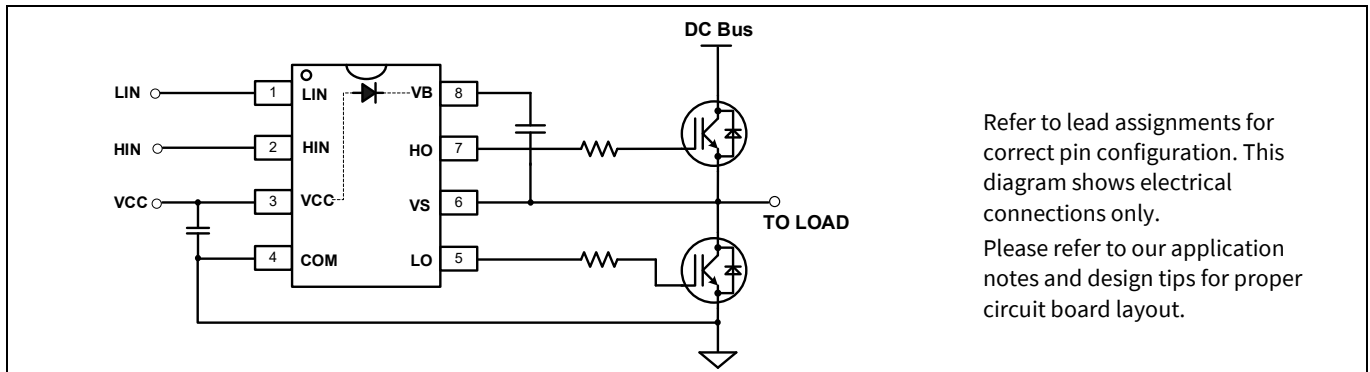 DC Bus
LIN
1
LIN
VB
8
HIN
2
HIN
HO
7
VCC
3
VCC
VS
6
TO LOAD
4
COM
LO
5
Refer to lead assignments for
correct pin configuration. This
diagram shows electrical
connections only.
Please refer to our application
notes and design tips for proper
circuit board layout.